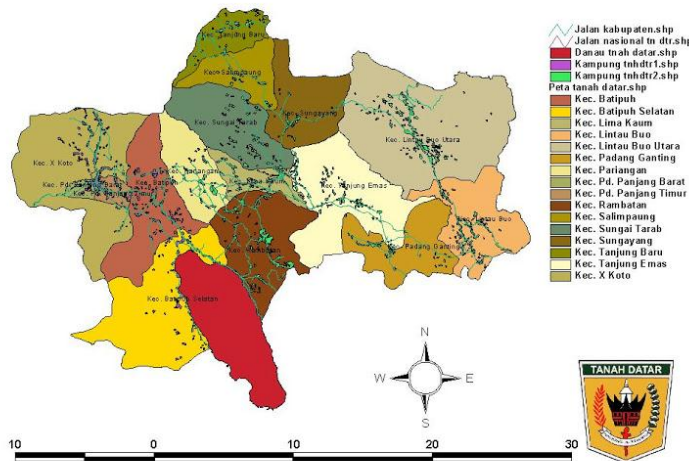 Jalan kabupaten.shp
Jalan nasional tn dtr.shp
Danau tnah datar.shp
Kampung tnhdtr1.shp
Kampung tnhdtr2.shp
Peta tanah datar.shp
Kec. Batipuh
Kec. Batipuh Selatan
Kec. Lima Kaum
Kec. Lintau Buo
Kec. Lintau Buo Utara
Kec. Padang Ganting
Kec. Pariangan
Kec. Pd. Panjang Barat
Kec. Pd. Panjang Timur
Kec. Rambatan
Kec. Salimpaung
Kec. Sungai Tarab
Kec. Sungayang
Kec. Tanjung Baru
Kec. Tanjung Emas
Kec. X Koto
Kec. Tanjung Baru
Kec. Salimpaung
Kec. Sungayang
Kec. Sungai Tarab
Kec. Lintau Buo Utara
Kec. X Koto
Kec. Batipuh
Kec. Tanjung Emas
Kec. Lintau Buo
Kec. Padang Ganting
Kec. Rambatan
Kec. Batipuh Selatan
N
W
E
S
TANAH DATAR
10
0
10
20
30